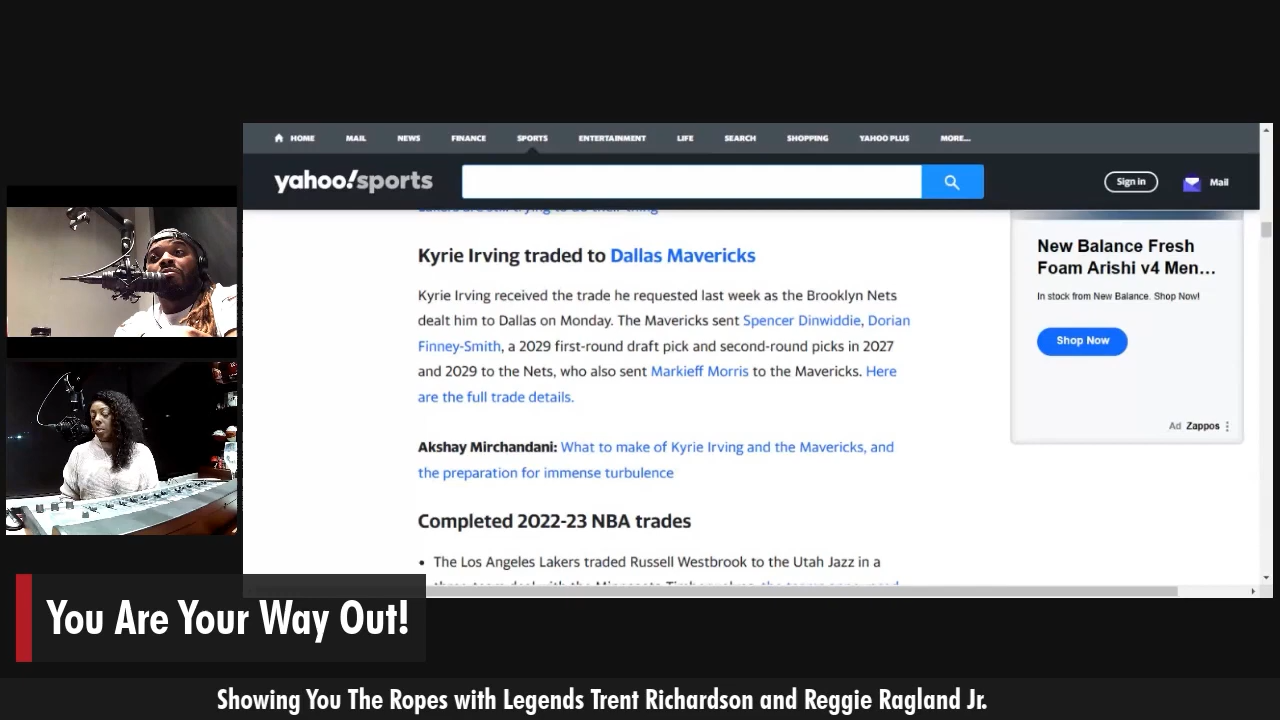 HOME MAIL NEWS FINANCE SPORTS ENTERTAINMENT LIFE SEARCH SHOPPING YAHOO PLUS MORE...
yahoo!sports
Sign in
Mail
Kyrie Irving traded to Dallas Mavericks
Kyrie Irving received the trade he requested last week as the Brooklyn Nets
dealt him to Dallas on Monday. The Mavericks sent Spencer Dinwiddie, Dorian
Finney-Smith, a 2029 first-round draft pick and second-round picks in 2027
and 2029 to the Nets, who also sent Markieff Morris to the Mavericks. Here
are the full trade details.
Akshay Mirchandani: What to make of Kyrie Irving and the Mavericks, and
the preparation for immense turbulence
Completed 2022-23 NBA trades
• The Los Angeles Lakers traded Russell Westbrook to the Utah Jazz in a
New Balance Fresh
Foam Arishi v4 Men...
In stock from New Balance. Shop Now!
Shop Now
Ad Zappos
You Are Your Way Out!
Showing You The Ropes with Legends Trent Richardson and Reggie Ragland Jr.